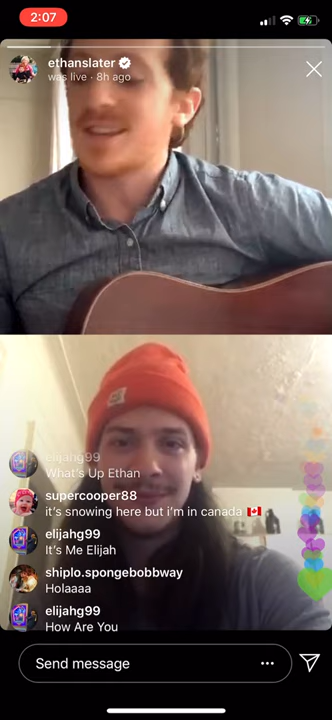 2:07
ethanslater
was live · 8h ago
elijahg99
What's Up Ethan
supercooper88
it's snowing here but i'm in canada 🇨🇦
elijahg99
It's Me Elijah
shiplo.spongebobbway
Holaaaa
elijahg99
How Are You
Send message